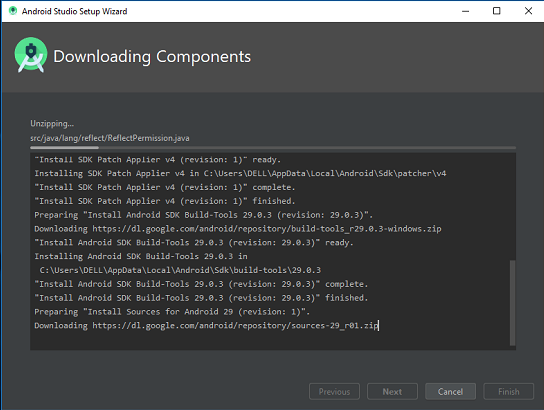 Android Studio Setup Wizard
Downloading Components
Unzipping...
src/java/lang/reflect/ReflectPermission.java
"Install SDK Patch Applier v4 (revision: 1)" ready.
Installing SDK Patch Applier v4 in C:\Users\DELL\AppData\Local\Android\Sdk\patcher\v4
"Install SDK Patch Applier v4 (revision: 1)" complete.
"Install SDK Patch Applier v4 (revision: 1)" finished.
Preparing "Install Android SDK Build-Tools 29.0.3 (revision: 29.0.3)".
Downloading https://dl.google.com/android/repository/build-tools_r29.0.3-windows.zip
"Install Android SDK Build-Tools 29.0.3 (revision: 29.0.3)" ready.
Installing Android SDK Build-Tools 29.0.3 in
C:\Users\DELL\AppData\Local\Android\Sdk\build-tools\29.0.3
"Install Android SDK Build-Tools 29.0.3 (revision: 29.0.3)" complete.
"Install Android SDK Build-Tools 29.0.3 (revision: 29.0.3)" finished.
Preparing "Install Sources for Android 29 (revision: 1)".
Downloading https://dl.google.com/android/repository/sources-29_r01.zip
Previous Next Cancel Finish